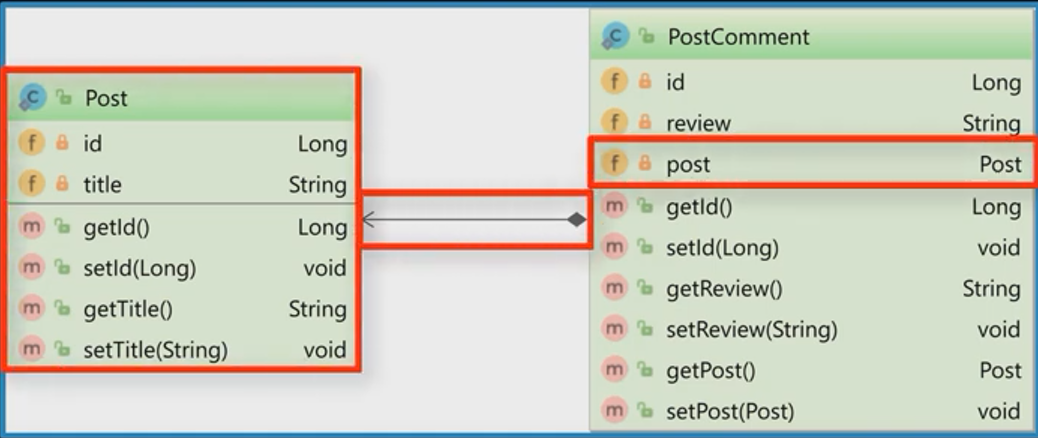 Post
id Long
title String
getId() Long
setId(Long) void
getTitle() String
setTitle(String) void
PostComment
id Long
review String
post Post
getId() Long
setId(Long) void
getReview() String
setReview(String) void
getPost() Post
setPost(Post) void